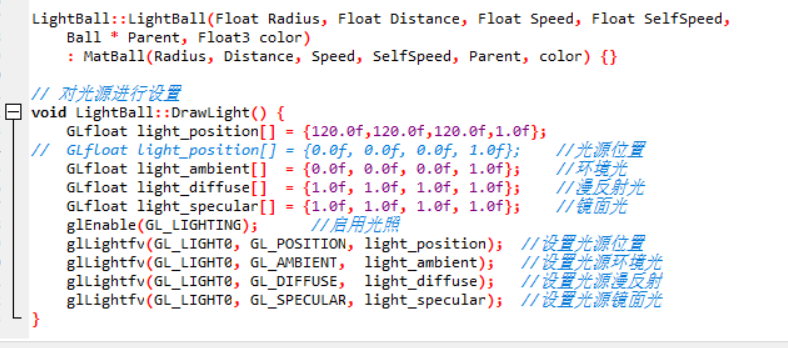 LightBall::LightBall(Float Radius, Float Distance, Float Speed, Float SelfSpeed,
    Ball * Parent, Float3 color)
    : MatBall(Radius, Distance, Speed, SelfSpeed, Parent, color) {}

// 对光源进行设置
void LightBall::DrawLight() {
    GLfloat light_position[] = {120.0f,120.0f,120.0f,1.0f};
//  GLfloat light_position[] = {0.0f, 0.0f, 0.0f, 1.0f};    //光源位置
    GLfloat light_ambient[]  = {0.0f, 0.0f, 0.0f, 1.0f};    //环境光
    GLfloat light_diffuse[]  = {1.0f, 1.0f, 1.0f, 1.0f};    //漫反射光
    GLfloat light_specular[] = {1.0f, 1.0f, 1.0f, 1.0f};    //镜面光
    glEnable(GL_LIGHTING);      //启用光照
    glLightfv(GL_LIGHT0, GL_POSITION, light_position);  //设置光源位置
    glLightfv(GL_LIGHT0, GL_AMBIENT,  light_ambient);   //设置光源环境光
    glLightfv(GL_LIGHT0, GL_DIFFUSE,  light_diffuse);   //设置光源漫反射
    glLightfv(GL_LIGHT0, GL_SPECULAR, light_specular);  //设置光源镜面光
}